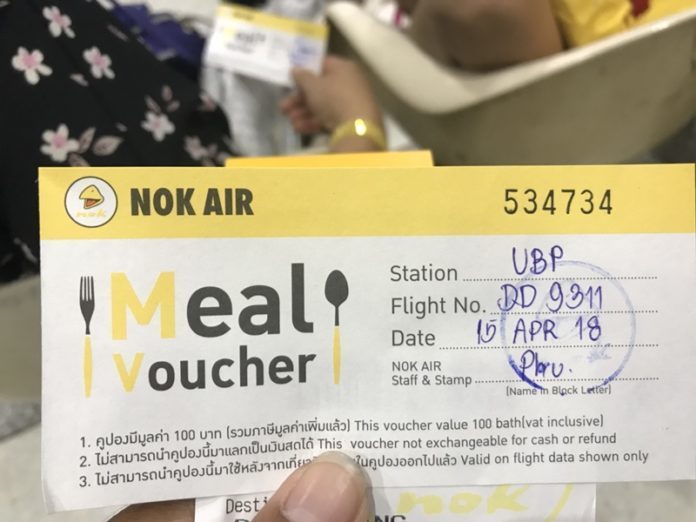 nok
NOK AIR
534734
Meal
Voucher
Station UBP
Flight No. DD 9311
Date 15 APR 18
NOK AIR
Staff & Stamp
(Name in Block Letter)
1. คูปองมีมูลค่า 100 บาท (รวมภาษีมูลค่าเพิ่มแล้ว) This voucher value 100 bath(vat inclusive)
2. ไม่สามารถนำคูปองนี้มาแลกเป็นเงินสดได้ This voucher not exchangeable for cash or refund
3. ไม่สามารถนำคูปองนี้มาใช้หลังจาก ในคูปองออกไปแล้ว Valid on flight data shown only
Desti
nok